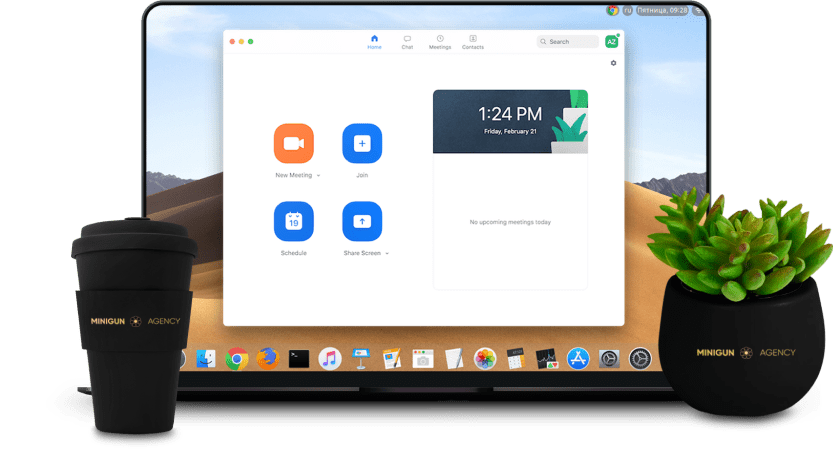 ru Пятница, 09:28
Search
AZ
Home Chat Meetings Contacts
1:24 PM
Friday, February 21
New Meeting
Join
19
Schedule
Share Screen
No upcoming meetings today
MINIGUN AGENCY
MINIGUN AGENCY